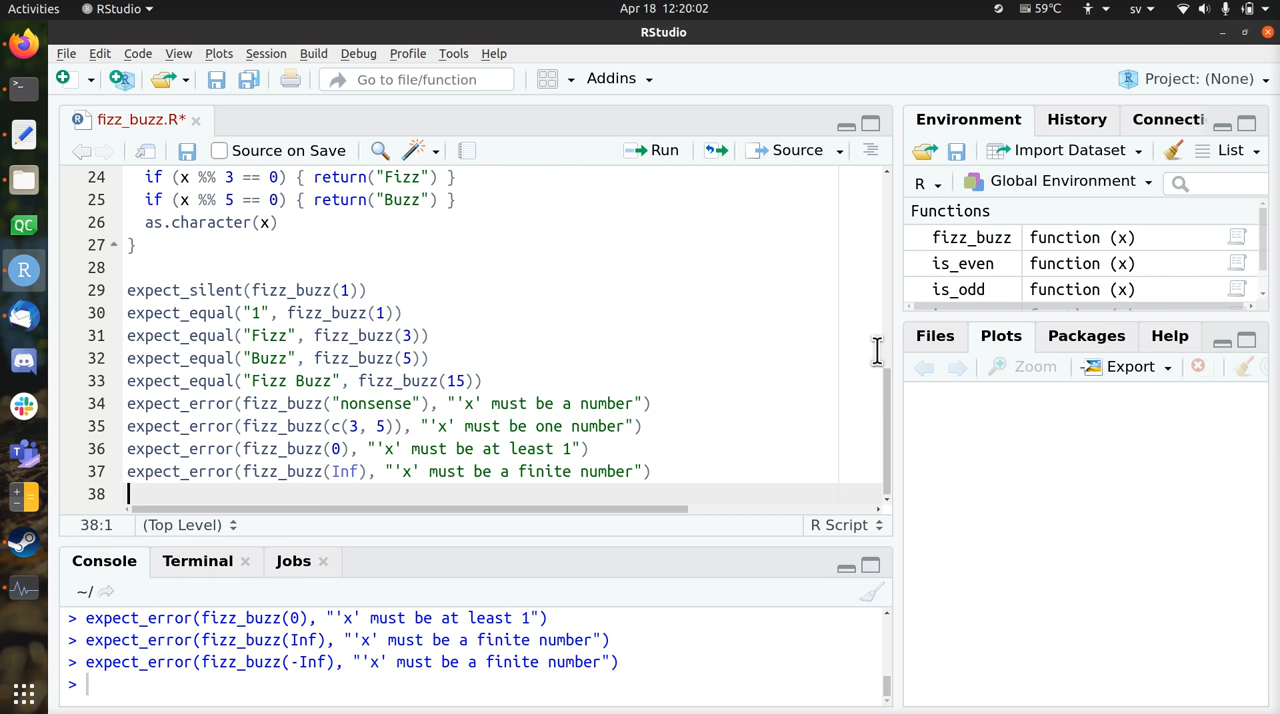 Activities RStudio Apr 18 12:20:02 59°C sv
RStudio
File Edit Code View Plots Session Build Debug Profile Tools Help
Go to file/function Addins Project: (None)
fizz_buzz.R*
Source on Save Run Source
24 if (x %% 3 == 0) { return("Fizz") }
25 if (x %% 5 == 0) { return("Buzz") }
26 as.character(x)
27 }
28
29 expect_silent(fizz_buzz(1))
30 expect_equal("1", fizz_buzz(1))
31 expect_equal("Fizz", fizz_buzz(3))
32 expect_equal("Buzz", fizz_buzz(5))
33 expect_equal("Fizz Buzz", fizz_buzz(15))
34 expect_error(fizz_buzz("nonsense"), "'x' must be a number")
35 expect_error(fizz_buzz(c(3, 5)), "'x' must be one number")
36 expect_error(fizz_buzz(0), "'x' must be at least 1")
37 expect_error(fizz_buzz(Inf), "'x' must be a finite number")
38
38:1 (Top Level) R Script
Console Terminal Jobs
~/
> expect_error(fizz_buzz(0), "'x' must be at least 1")
> expect_error(fizz_buzz(Inf), "'x' must be a finite number")
> expect_error(fizz_buzz(-Inf), "'x' must be a finite number")
>
Environment History Connecti
Import Dataset List
R Global Environment
Functions
fizz_buzz function (x)
is_even function (x)
is_odd function (x)
Files Plots Packages Help
Zoom Export
QC
R